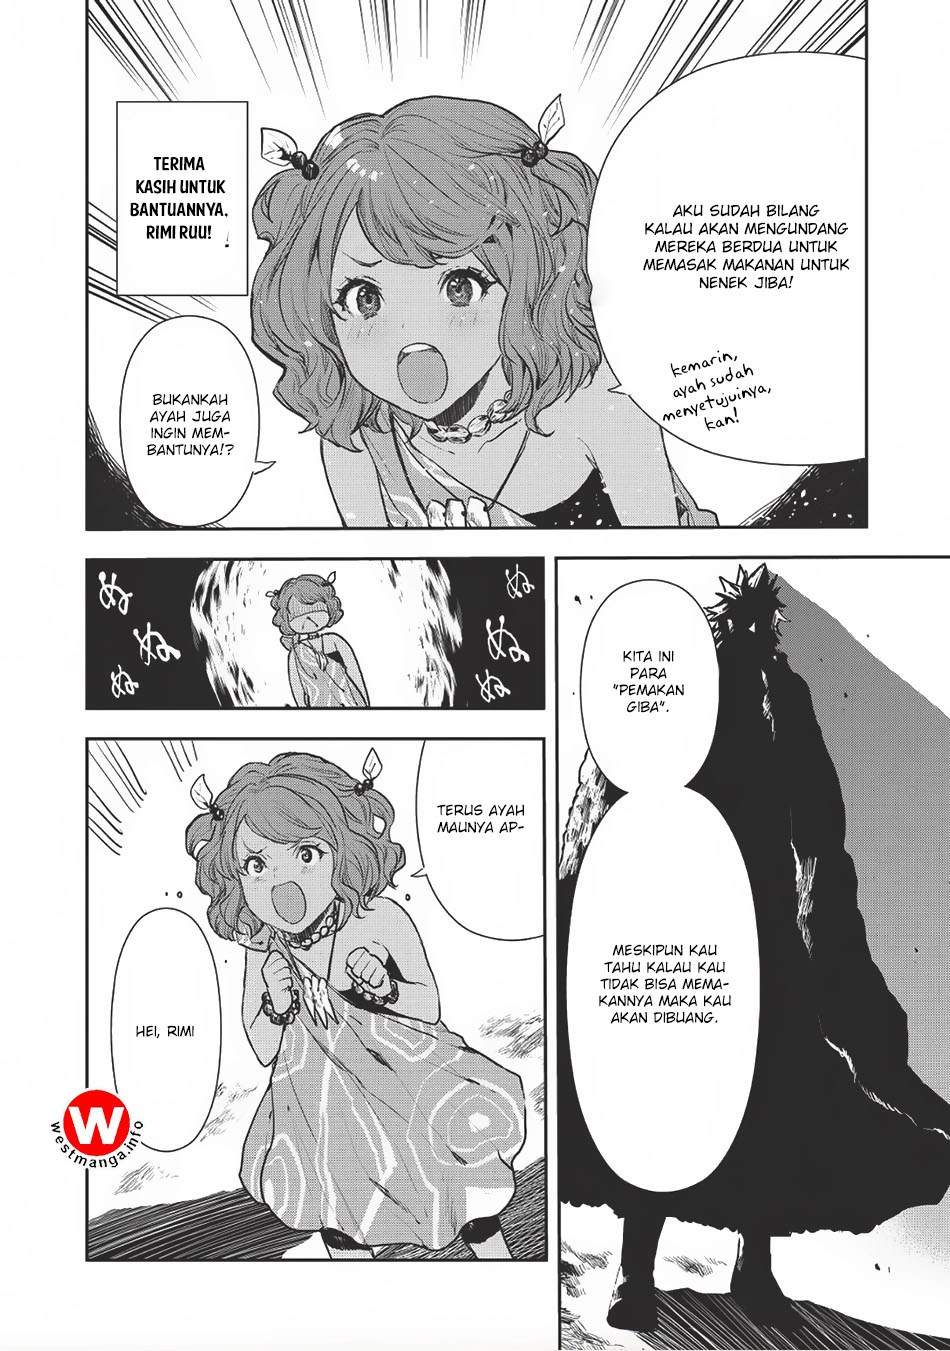 AKU SUDAH BILANG
KALAU AKAN MENGUNDANG
MEREKA BERDUA UNTUK
MEMASAK MAKANAN UNTUK
NENEK JIBA!
kemarin,
ayah sudah
menyetujuinya,
kan!
TERIMA
KASIH UNTUK
BANTUANNYA,
RIMI RUU!
BUKANKAH
AYAH JUGA
INGIN MEM-
BANTUNYA!?
KITA INI
PARA
"PEMAKAN
GIBA".
MESKIPUN KAU
TAHU KALAU KAU
TIDAK BISA MEMA-
KANNYA MAKA KAU
AKAN DIBUANG.
ぬ
ぬ
ぬ
ぬ
ぬ
ぬ
TERUS AYAH
MAUNYA AP-
HEI, RIMI
W
westmanga.info